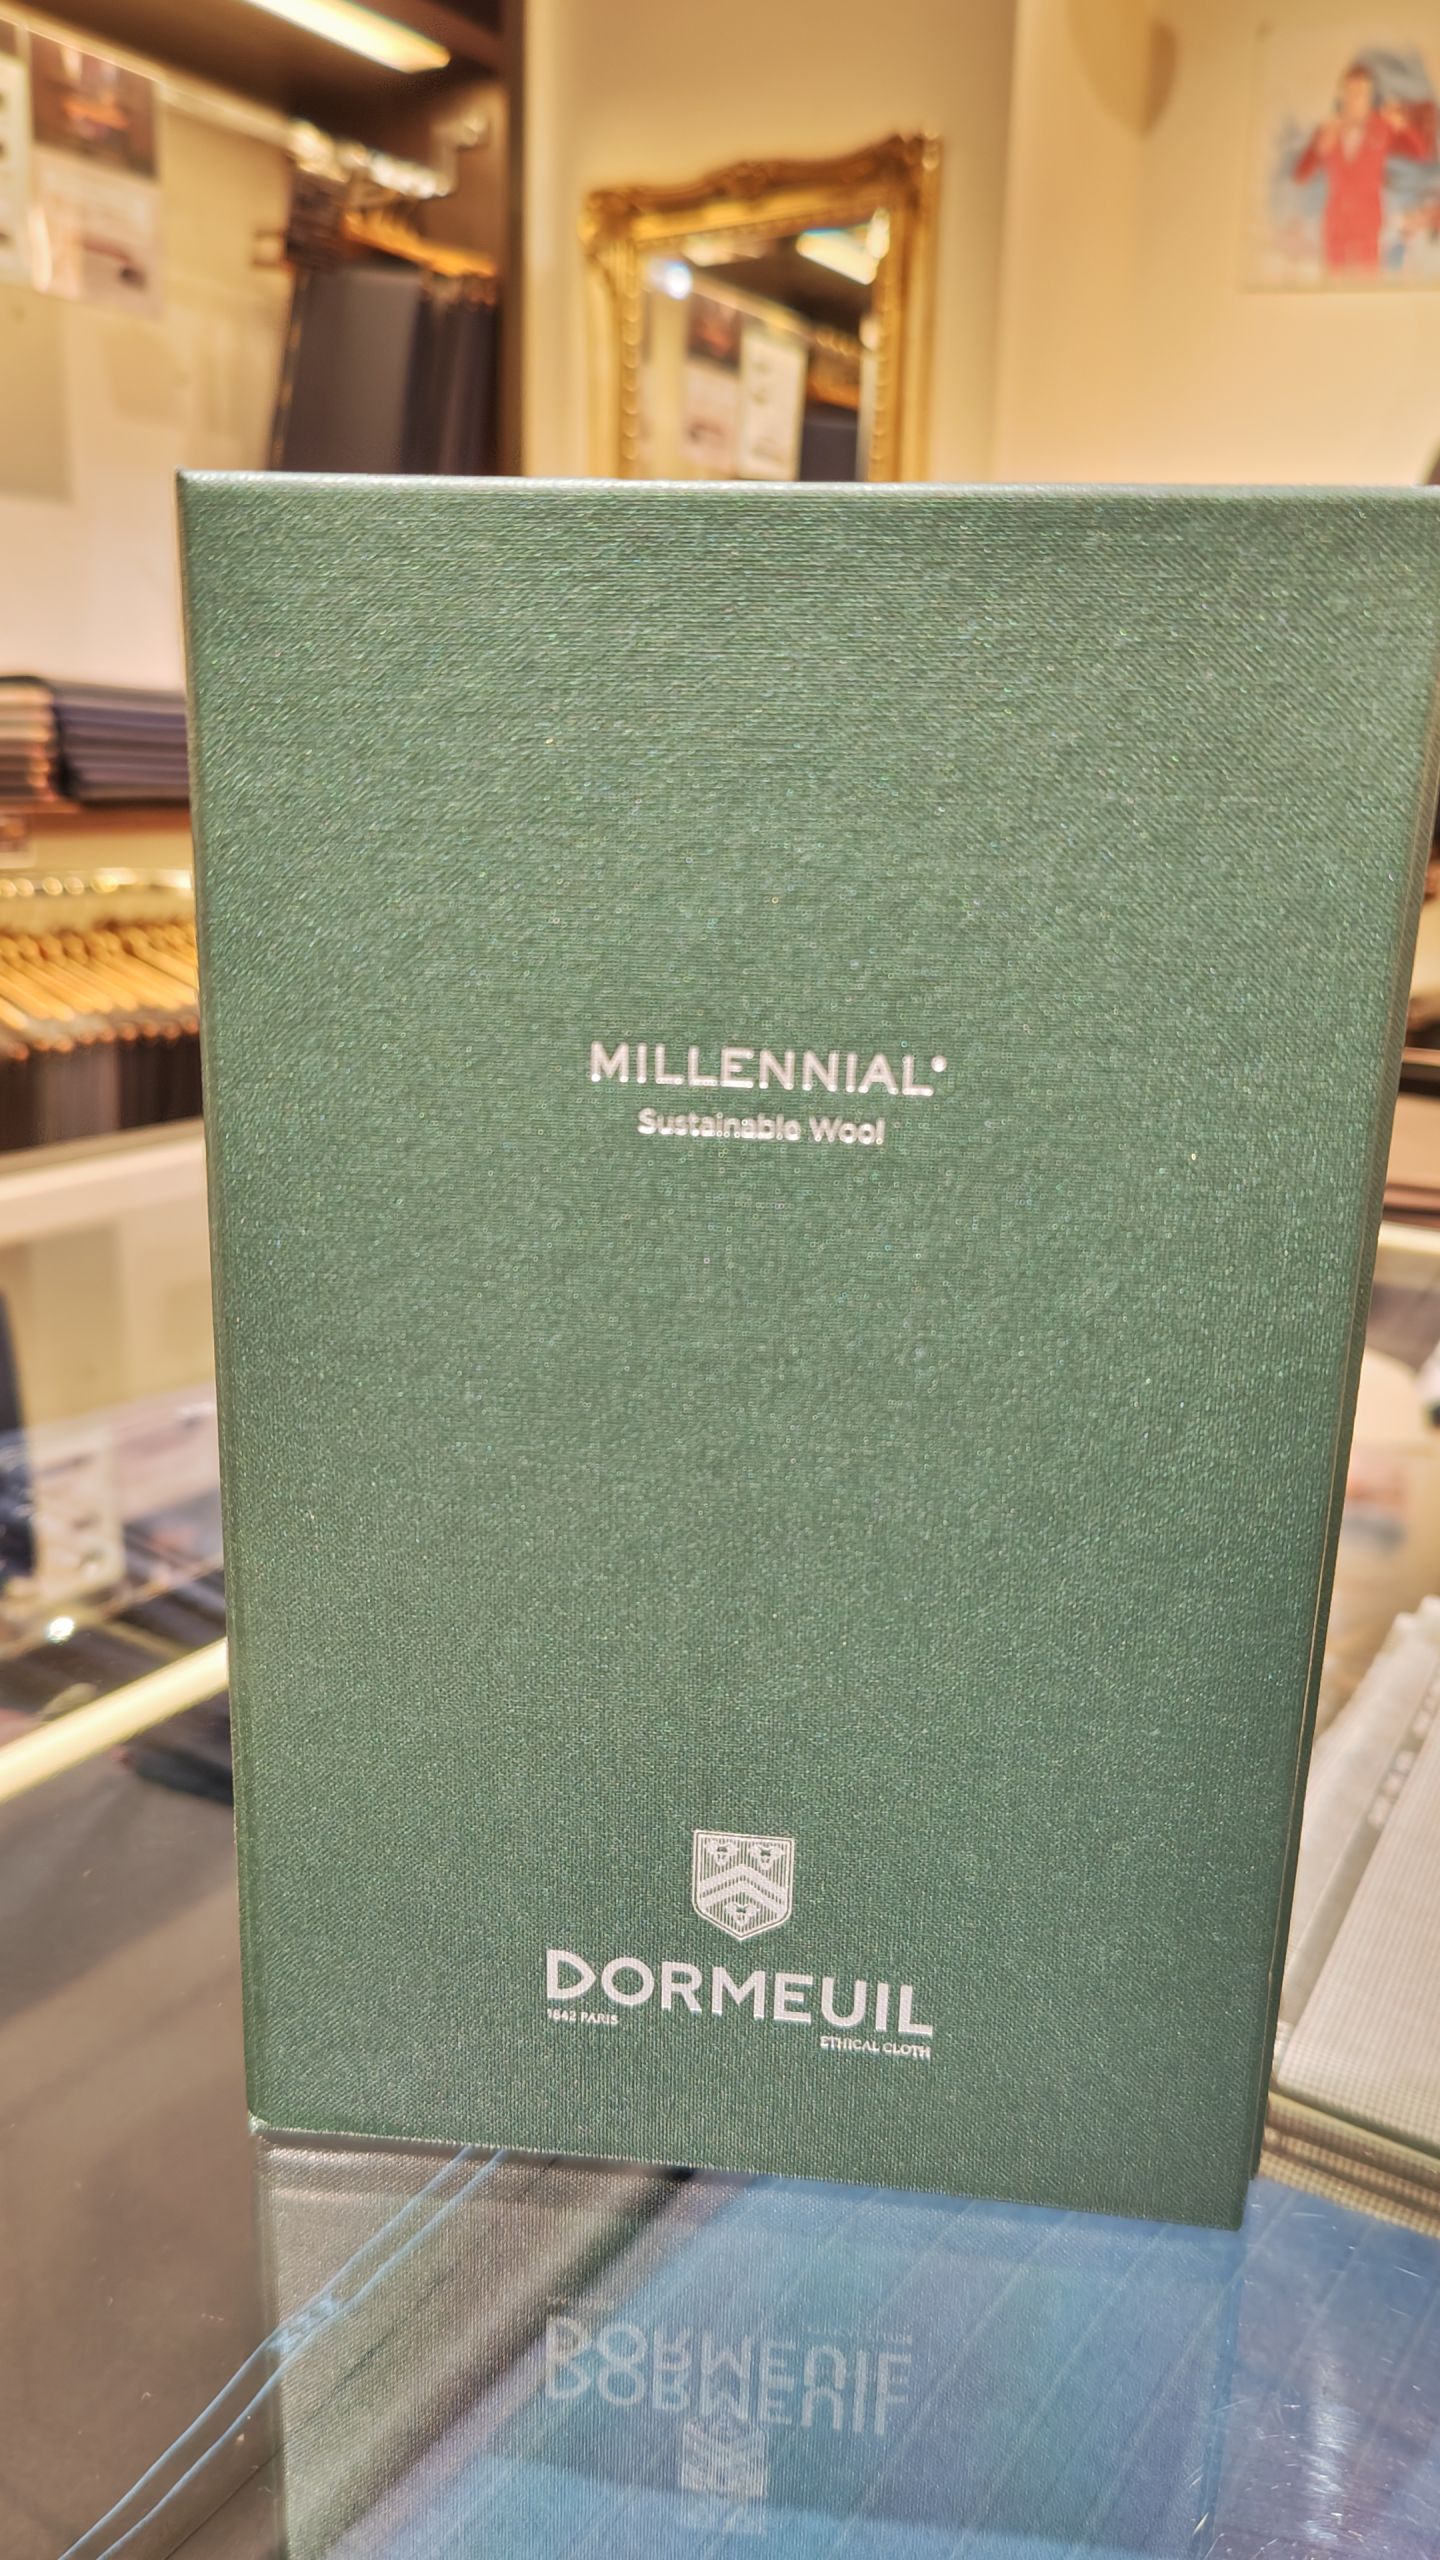 MILLENNIAL®
Sustainable Wool
DORMEUIL
1842 PARIS
ETHICAL CLOTH